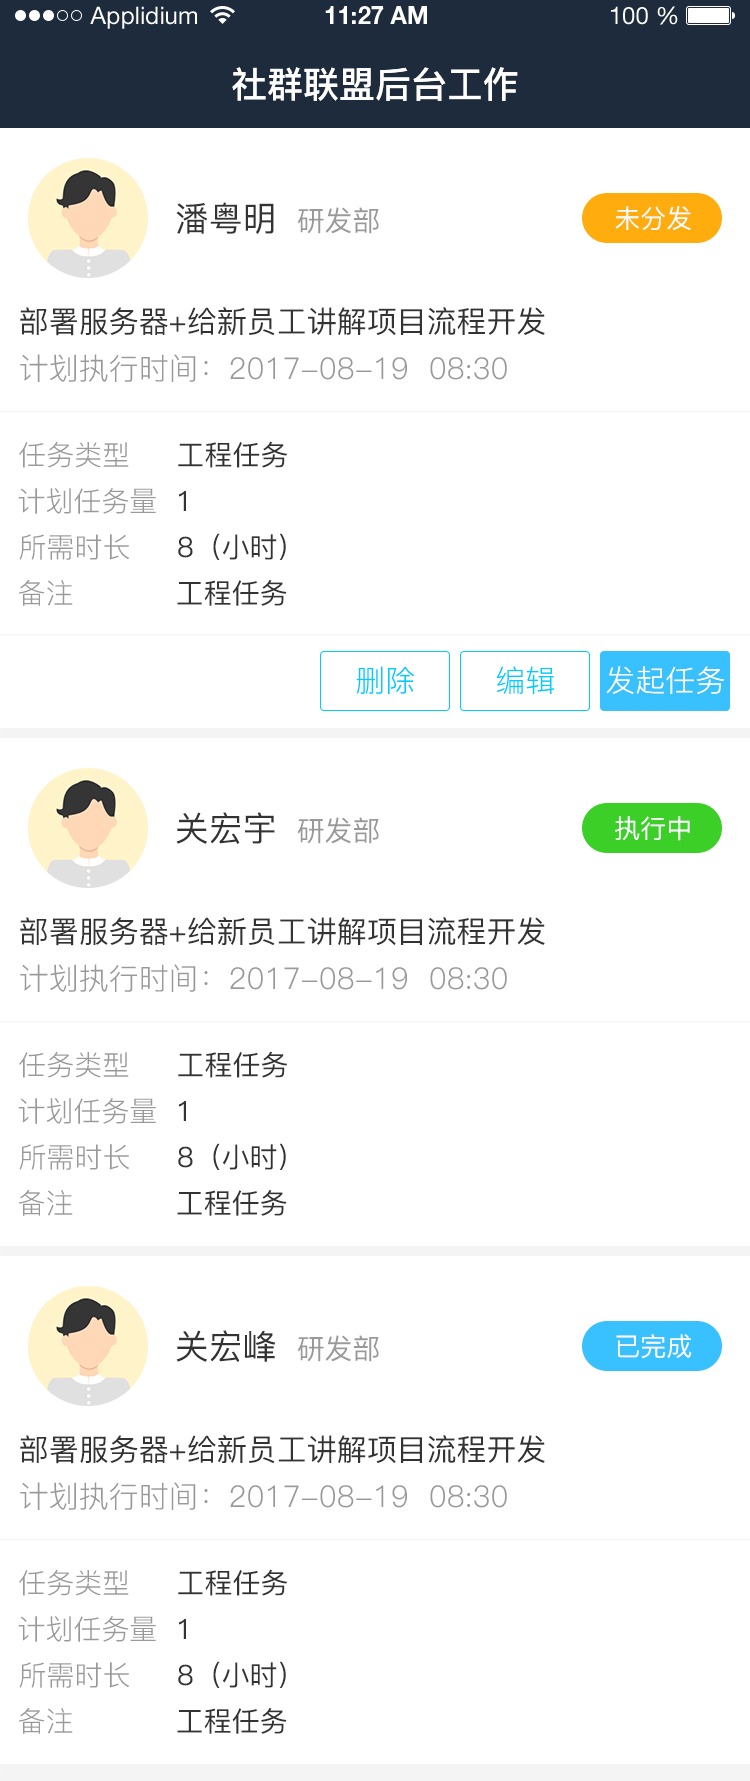 Applidium 11:27 AM 100 %
社群联盟后台工作
潘粤明 研发部 未分发
部署服务器+给新员工讲解项目流程开发
计划执行时间：2017-08-19 08:30
任务类型 工程任务
计划任务量 1
所需时长 8（小时）
备注 工程任务
删除 编辑 发起任务
关宏宇 研发部 执行中
部署服务器+给新员工讲解项目流程开发
计划执行时间：2017-08-19 08:30
任务类型 工程任务
计划任务量 1
所需时长 8（小时）
备注 工程任务
关宏峰 研发部 已完成
部署服务器+给新员工讲解项目流程开发
计划执行时间：2017-08-19 08:30
任务类型 工程任务
计划任务量 1
所需时长 8（小时）
备注 工程任务